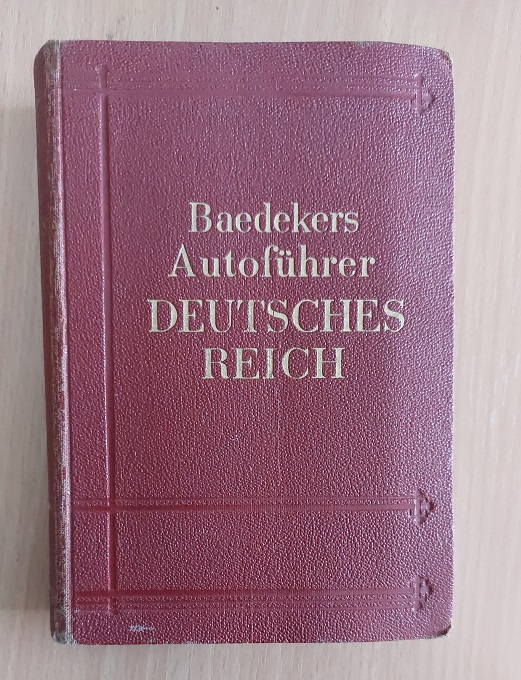 Baedekers
Autoführer
DEUTSCHES
REICH